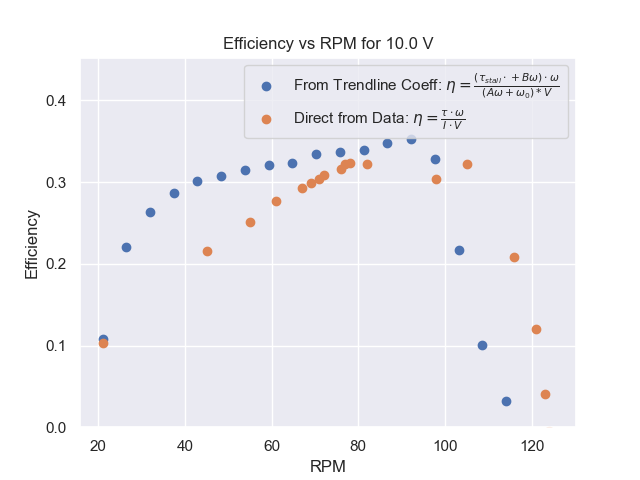 Efficiency vs RPM for 10.0 V
From Trendline Coeff: η = (τ_stall · + Bω) · ω / (Aω + ω₀) * V
Direct from Data: η = τ · ω / I · V
0.4
0.3
0.2
0.1
0.0
Efficiency
20 40 60 80 100 120
RPM